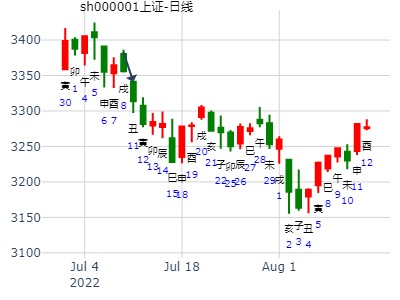 sh000001上证-日线
3400
3350
3300
3250
3200
3150
3100
寅
30
卯
1
午
4
未
5
申
6
酉
7
戌
8
丑
11
寅
12
卯
13
辰
14
巳
15
申
18
酉
19
戌
20
亥
21
子
22
卯
25
辰
26
巳
27
午
28
未
29
戌
1
亥
2
子
3
丑
4
寅
5
巳
8
午
9
未
10
申
11
酉
12
Jul 4
2022
Jul 18
Aug 1